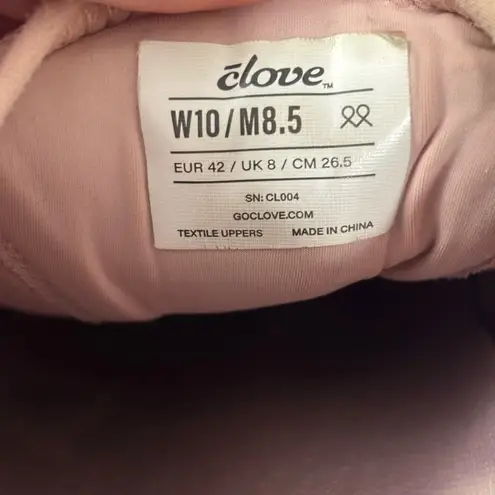 clove™
W10/M8.5
EUR 42 / UK 8 / CM 26.5
SN: CL004
GOCLOVE.COM
TEXTILE UPPERS MADE IN CHINA